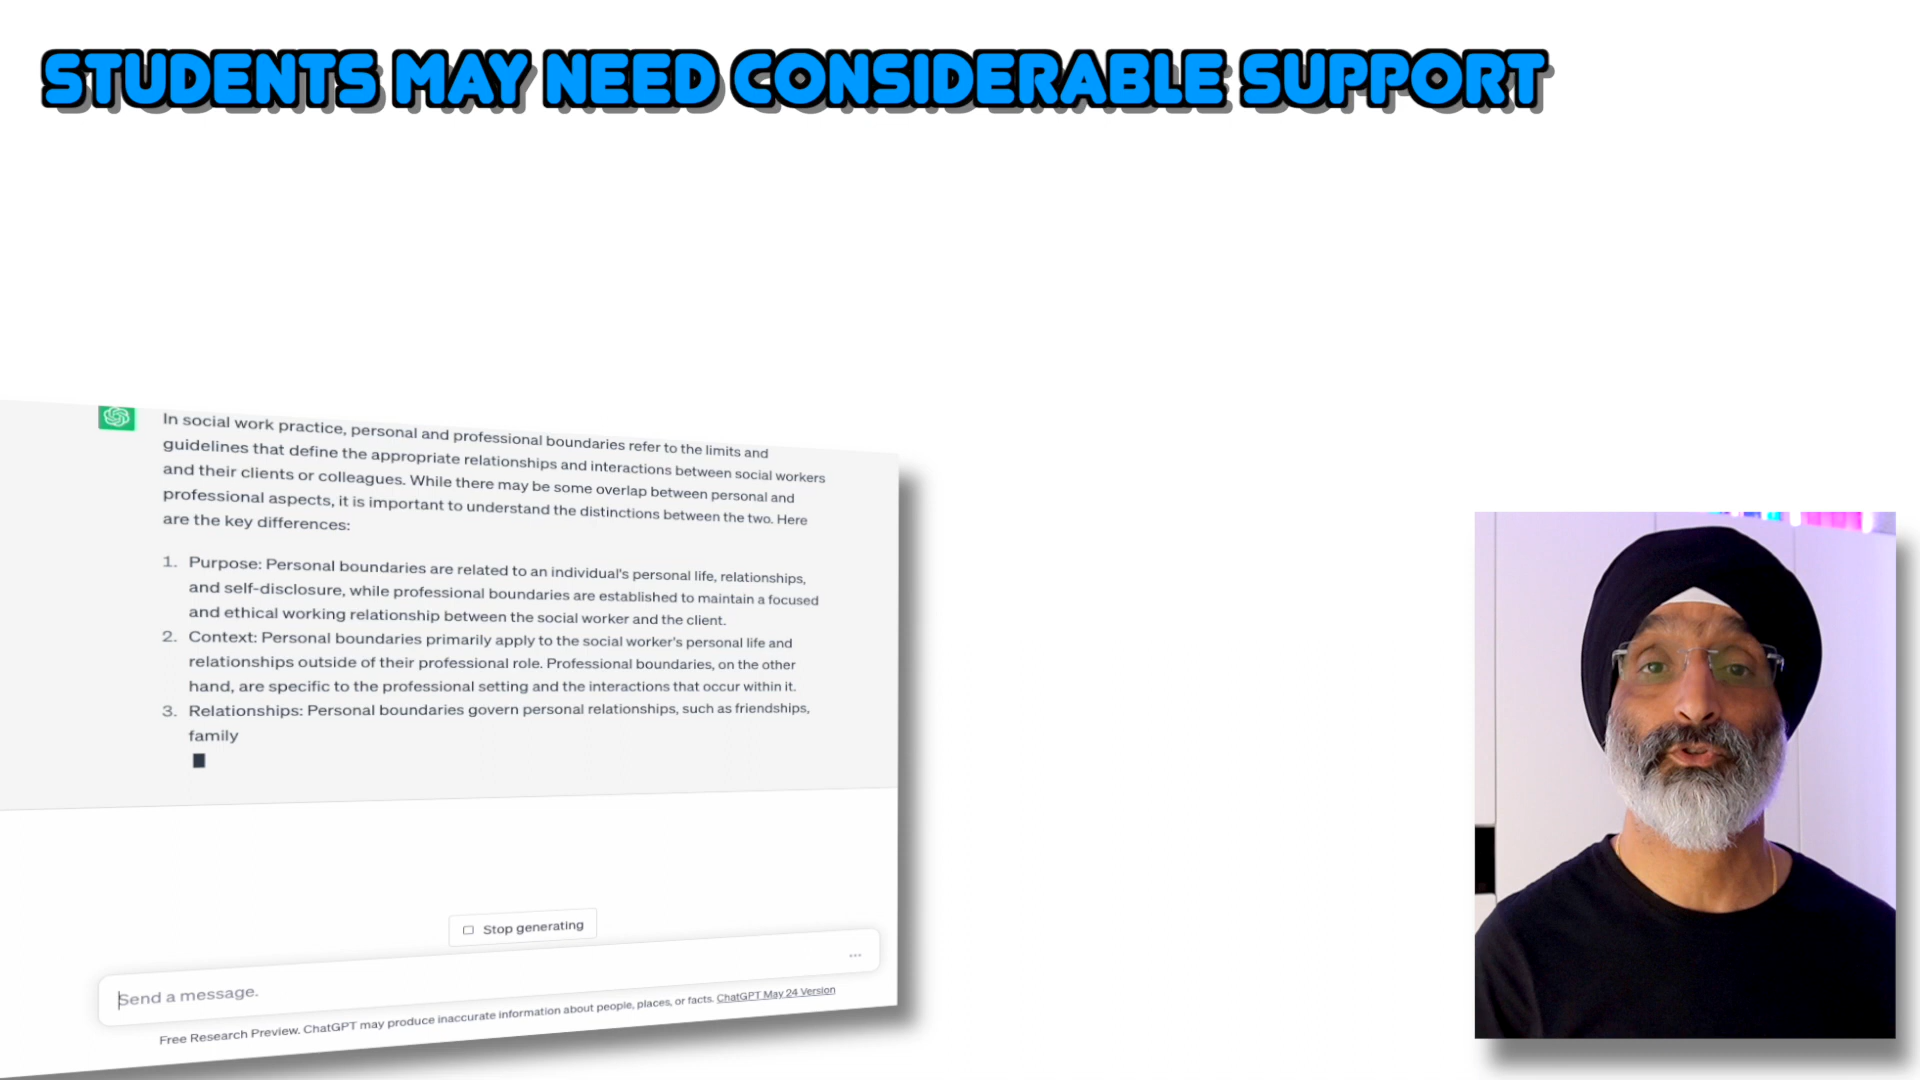 STUDENTS MAY NEED CONSIDERABLE SUPPORT
In social work practice, personal and professional boundaries refer to the limits and
guidelines that define the appropriate relationships and interactions between social workers
and their clients or colleagues. While there may be some overlap between personal and
professional aspects, it is important to understand the distinctions between the two. Here
are the key differences:
1. Purpose: Personal boundaries are related to an individual's personal life, relationships,
and self-disclosure, while professional boundaries are established to maintain a focused
and ethical working relationship between the social worker and the client.
2. Context: Personal boundaries primarily apply to the social worker's personal life and
relationships outside of their professional role. Professional boundaries, on the other
hand, are specific to the professional setting and the interactions that occur within it.
3. Relationships: Personal boundaries govern personal relationships, such as friendships,
family
Stop generating
Send a message.
Free Research Preview. ChatGPT may produce inaccurate information about people, places, or facts. ChatGPT May 24 Version